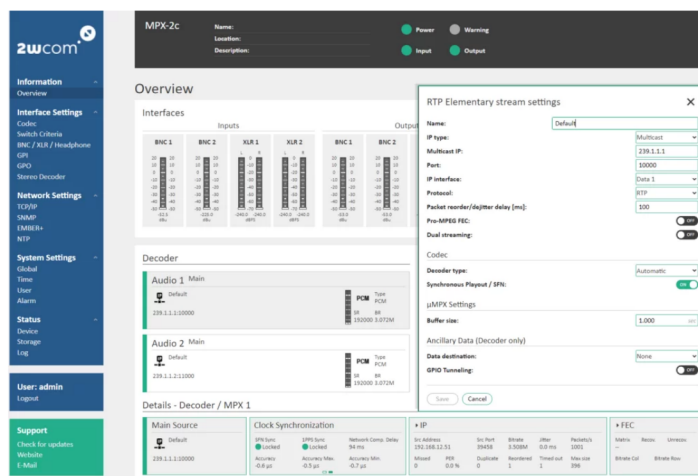 2wcom
MPX-2c
Name:
Location:
Description:
Power
Warning
Input
Output
Information
Overview
Interface Settings
Codec
Switch Criteria
BNC / XLR / Headphone
GPI
GPO
Stereo Decoder
Network Settings
TCP/IP
SNMP
EMBER+
NTP
System Settings
Global
Time
User
Alarm
Status
Device
Storage
Log
User: admin
Logout
Support
Check for updates
Website
E-Mail
Overview
Interfaces
Inputs
Outpu
BNC 1
BNC 2
XLR 1
XLR 2
BNC 1
BNC 2
Decoder
Audio 1 Main
Default
239.1.1.1:10000
PCM
Type
PCM
SR
BR
192000 3.072M
Audio 2 Main
Default
239.1.1.2:11000
PCM
Type
PCM
SR
BR
192000 3.072M
RTP Elementary stream settings
Name: Default
IP type: Multicast
Multicast IP: 239.1.1.1
Port: 10000
IP interface: Data 1
Protocol: RTP
Packet reorder/dejitter delay [ms]: 100
Pro-MPEG FEC: OFF
Dual streaming: OFF
Codec
Decoder type: Automatic
Synchronous Playout / SFN: ON
µMPX Settings
Buffer size: 1.000
Ancillary Data (Decoder only)
Data destination: None
GPIO Tunneling: OFF
Save
Cancel
Details - Decoder / MPX 1
Main Source
Default
239.1.1.1:10000
Clock Synchronization
SFN Sync
Locked
1PPS Sync
Locked
Network Comp. Delay
94 ms
Accuracy
-0.6 µs
Accuracy Max.
-0.5 µs
Accuracy Min.
-0.7 µs
IP
Src Address
192.168.12.51
Src Port
39458
Bitrate
3.508M
Jitter
0.0 ms
Packets/s
1001
Missed
0
PER
0.0 %
Duplicate
0
Reordered
1
Timed out
1
Max size
396
FEC
Matrix
Recov.
Unrecov.
Bitrate Col
Bitrate Row